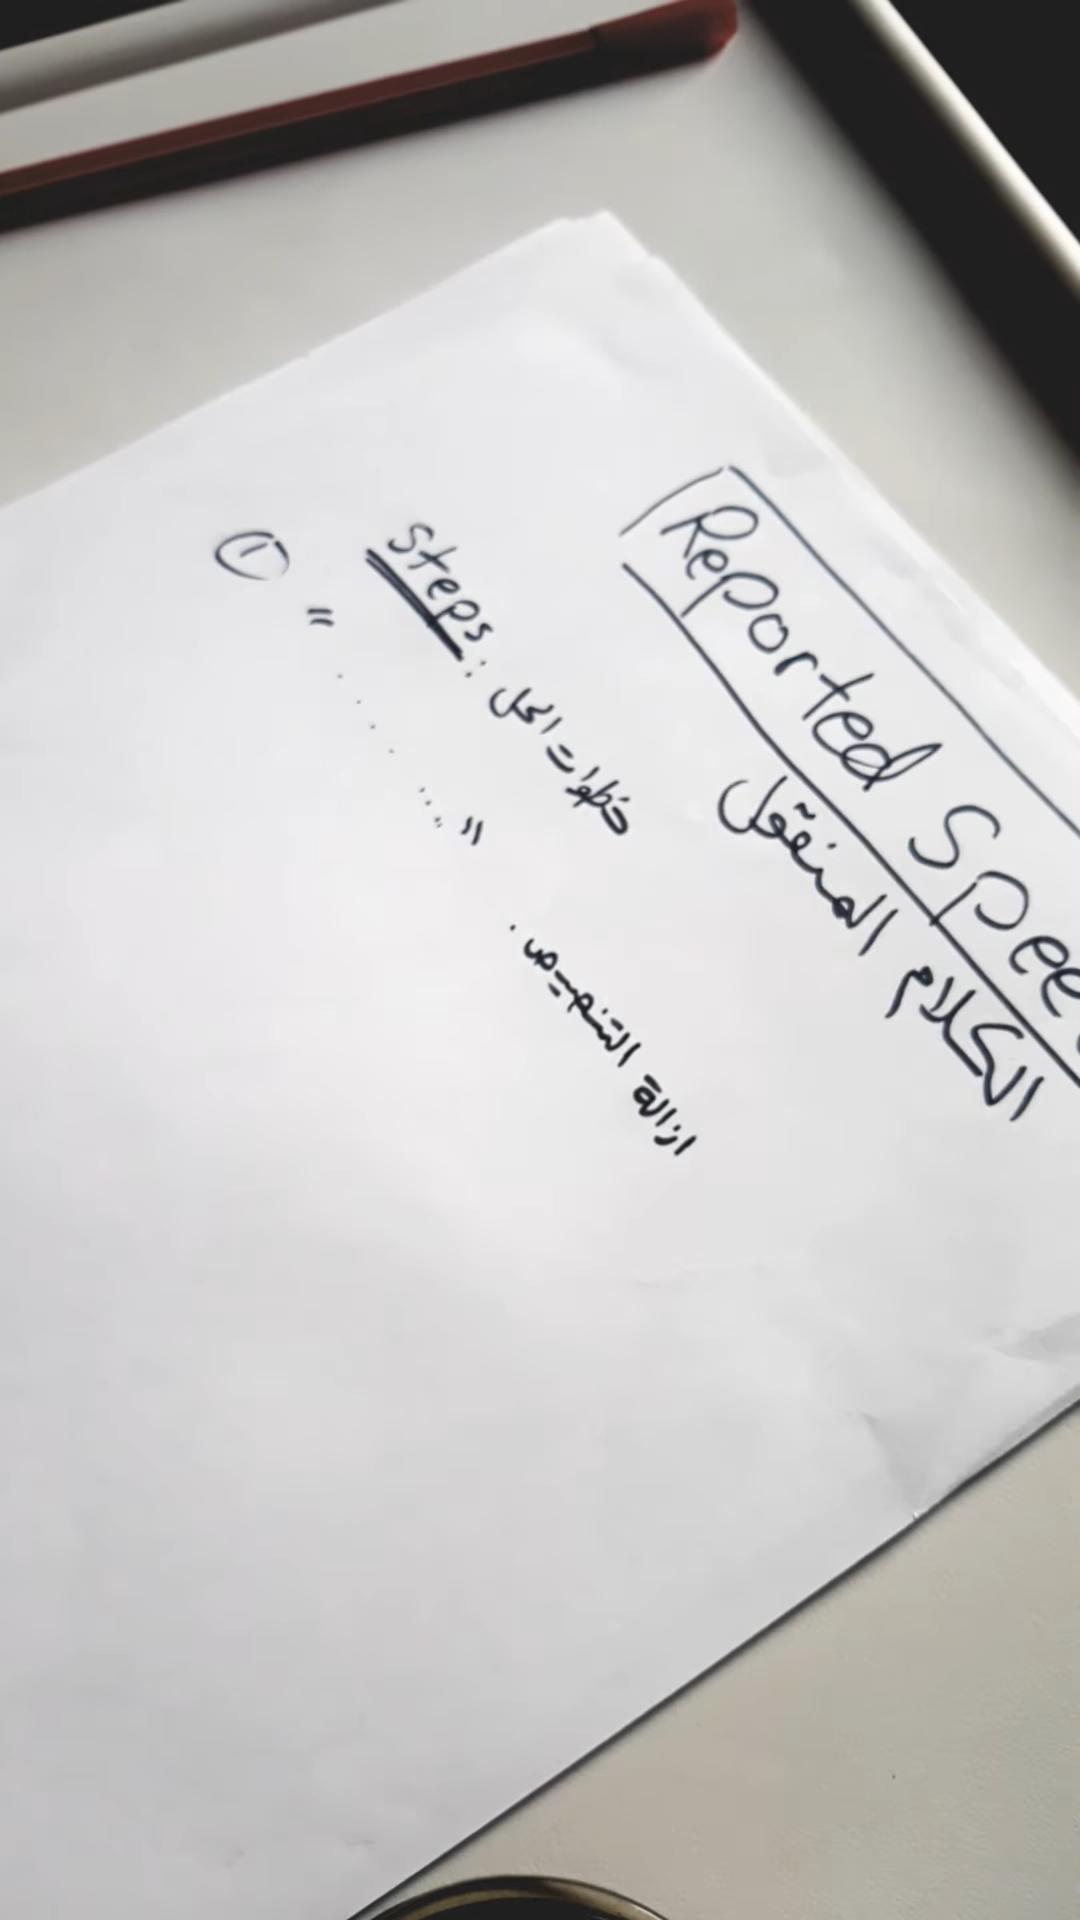 Reported Spee
الكلام المنقول
Steps: خطوات الحل
① " ........ " ازالة التنصيص .